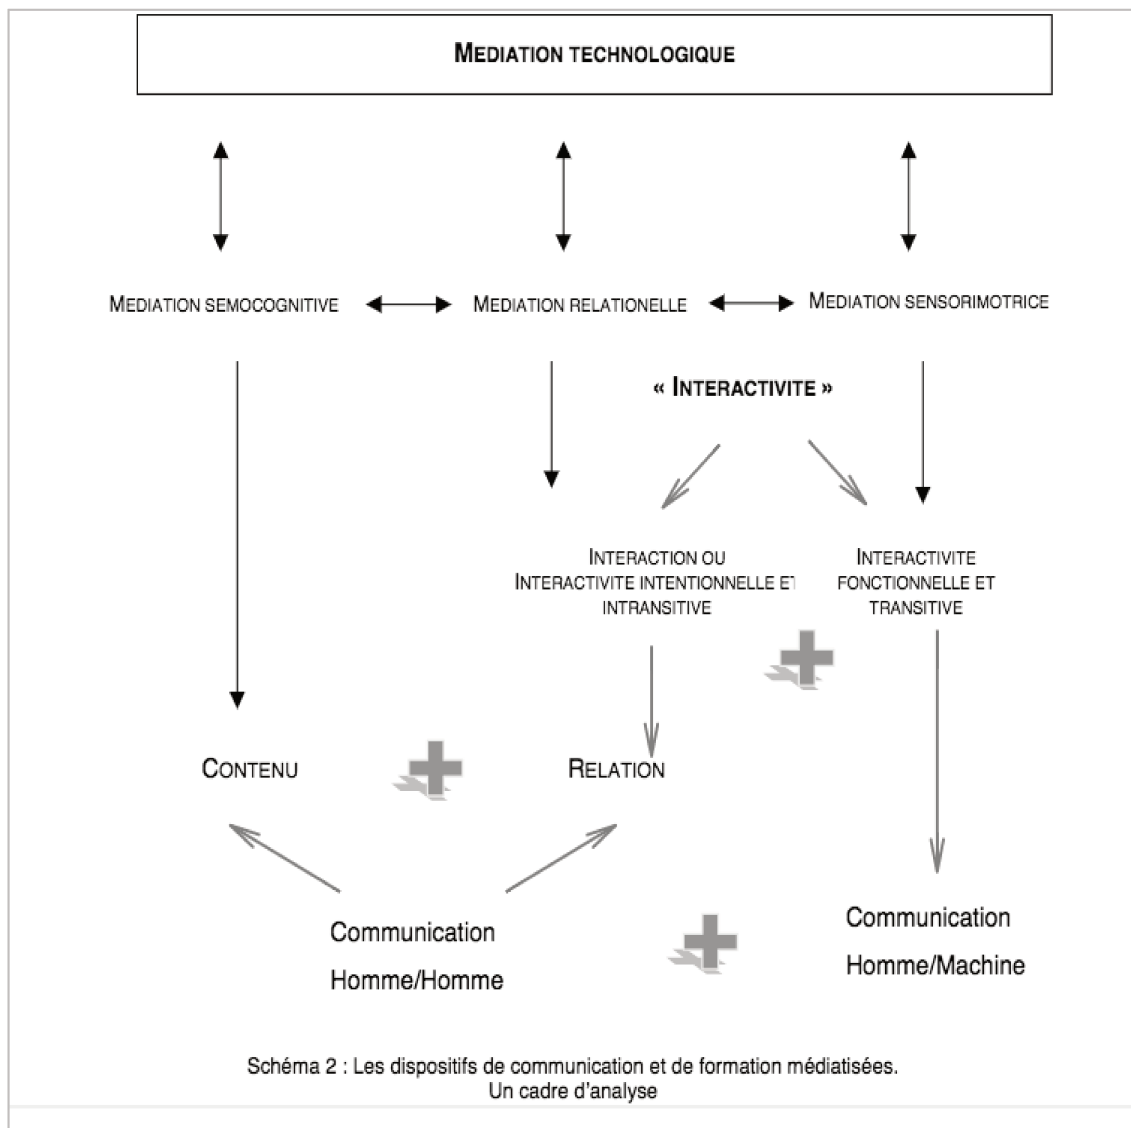 MEDIATION TECHNOLOGIQUE
MEDIATION SEMOCOGNITIVE
MEDIATION RELATIONELLE
MEDIATION SENSORIMOTRICE
« INTERACTIVITE »
INTERACTION OU
INTERACTIVITE INTENTIONNELLE ET
INTRANSITIVE
INTERACTIVITE
FONCTIONNELLE ET
TRANSITIVE
CONTENU
RELATION
Communication
Homme/Homme
Communication
Homme/Machine
Schéma 2 : Les dispositifs de communication et de formation médiatisées.
Un cadre d'analyse